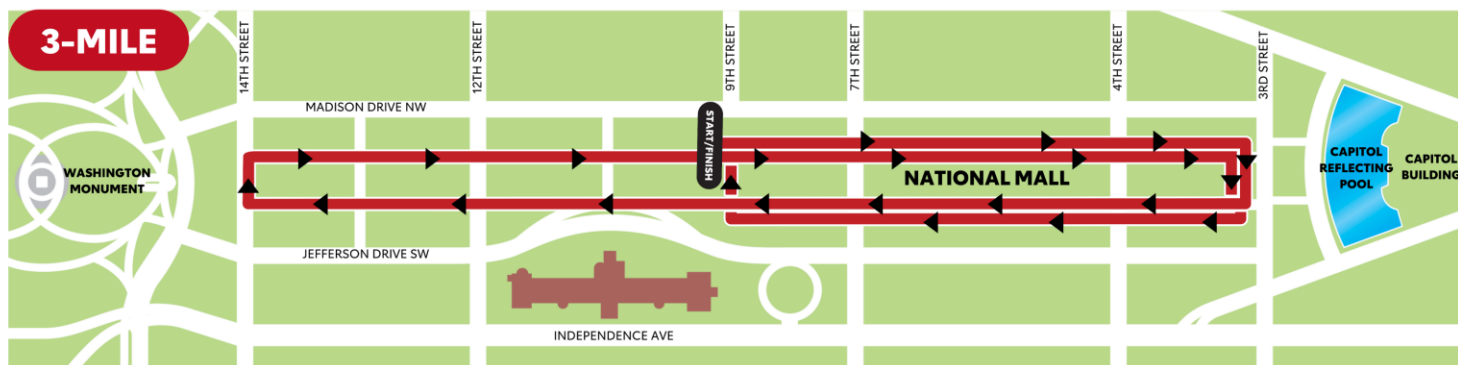 3-MILE
14TH STREET
12TH STREET
9TH STREET
7TH STREET
4TH STREET
3RD STREET
MADISON DRIVE NW
START/FINISH
WASHINGTON
MONUMENT
NATIONAL MALL
CAPITOL
REFLECTING
POOL
CAPITOL
BUILDING
JEFFERSON DRIVE SW
INDEPENDENCE AVE